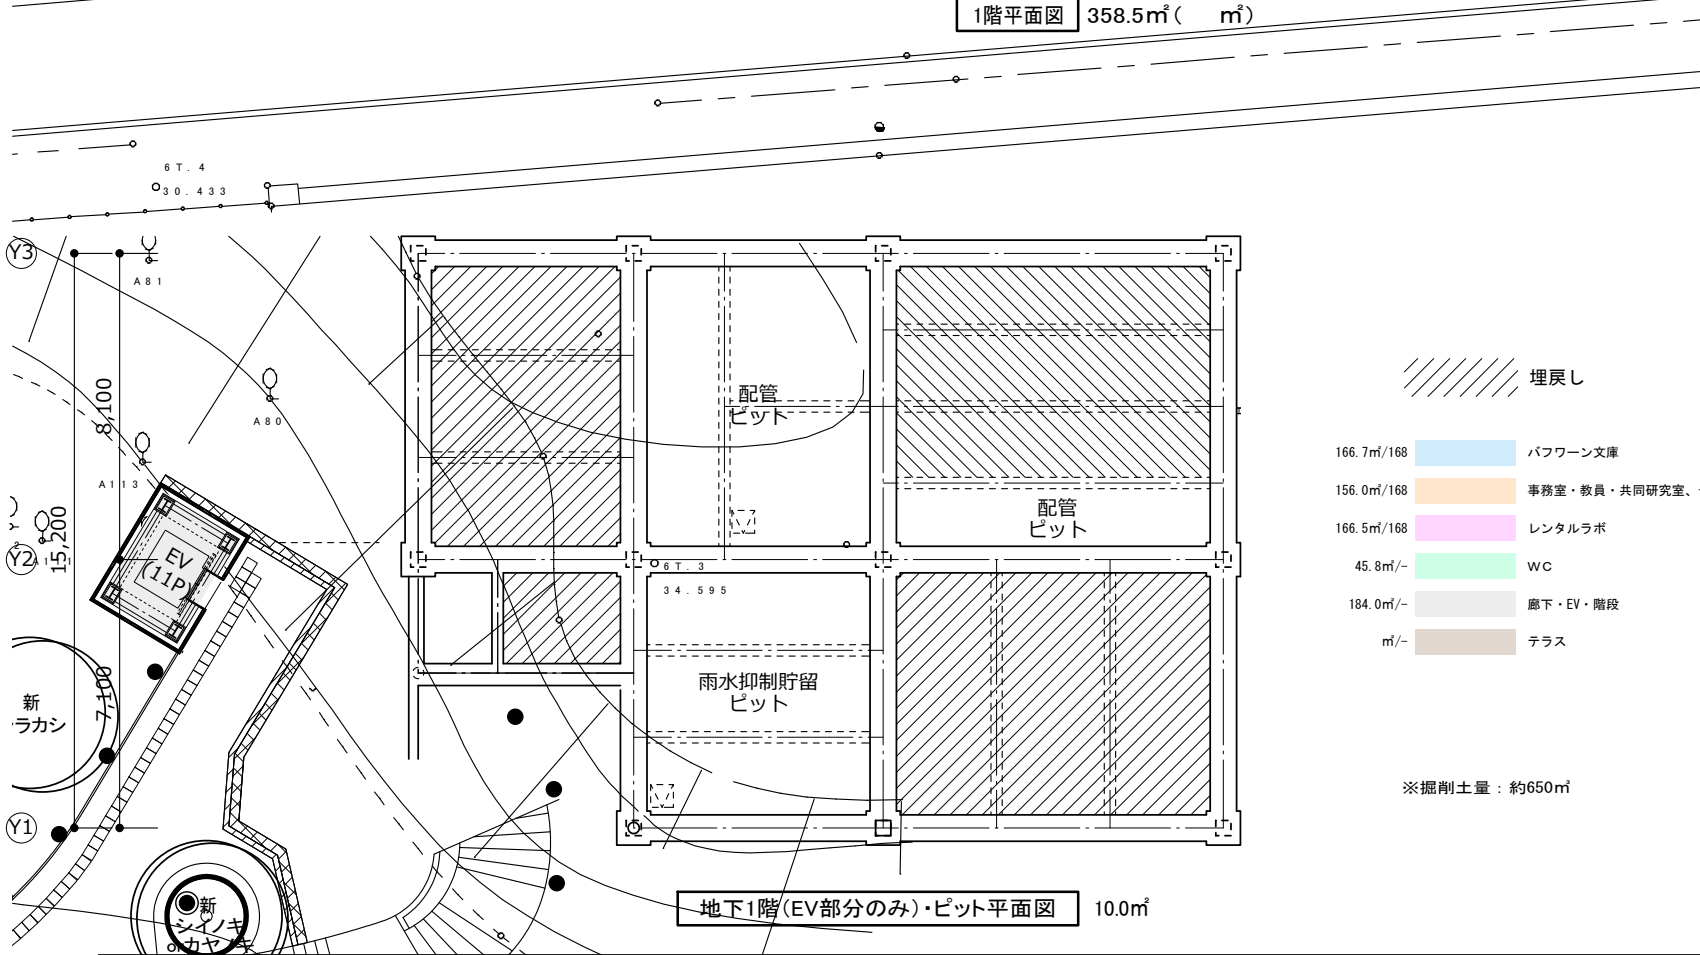 1階平面図 358.5㎡( ㎡)
6T.4
30.433
Y3
A81
8,100
A80
配管
ピット
埋戻し
166.7㎡/168 バフワーン文庫
A113
156.0㎡/168 事務室・教員・共同研究室、
配管
ピット
15,200
166.5㎡/168 レンタルラボ
Y2
EV
(11P)
6T.3
45.8㎡/- WC
34.595
184.0㎡/- 廊下・EV・階段
㎡/- テラス
7,100
雨水抑制貯留
ピット
新
ラカシ
※掘削土量：約650㎥
Y1
地下1階(EV部分のみ)・ピット平面図 10.0㎡
新
シイノキ
orカヤノキ